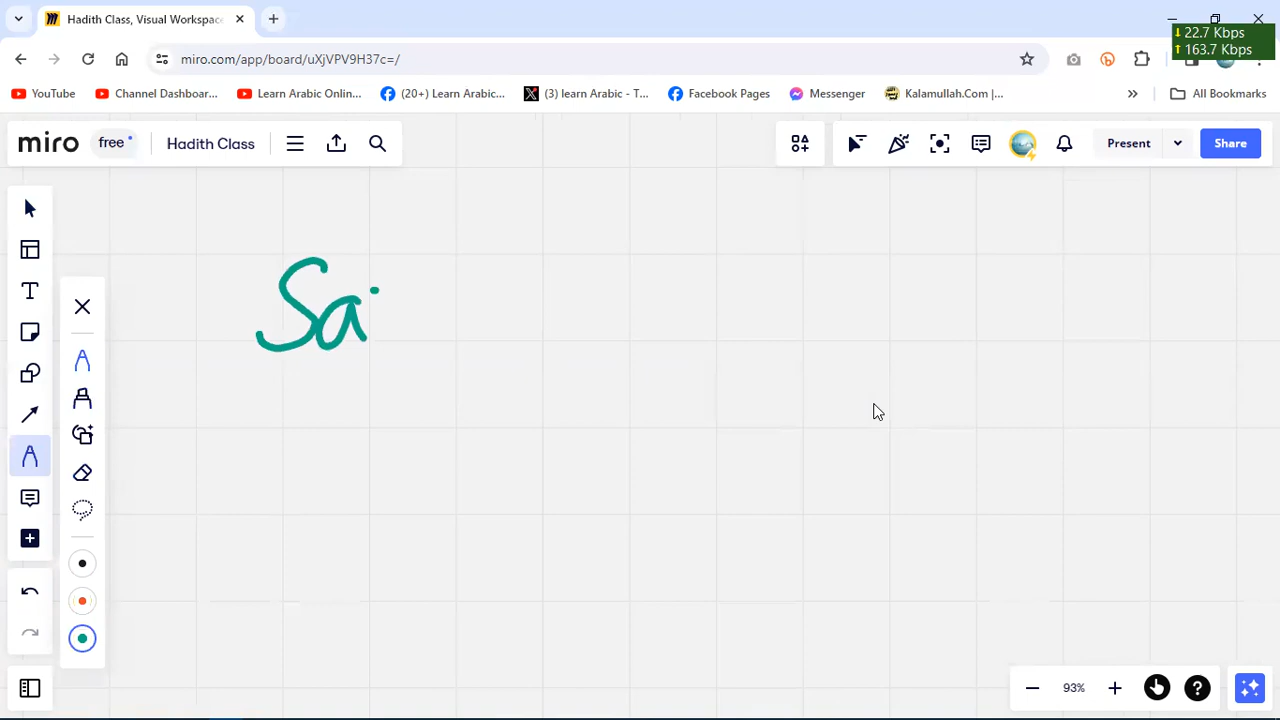 Hadith Class, Visual Workspac
22.7 Kbps
163.7 Kbps
miro.com/app/board/uXjVPV9H37c=/
YouTube
Channel Dashboar...
Learn Arabic Onlin...
(20+) Learn Arabic...
(3) learn Arabic - T...
Facebook Pages
Messenger
Kalamullah.Com |...
All Bookmarks
miro
free
Hadith Class
Present
Share
Sa
93%